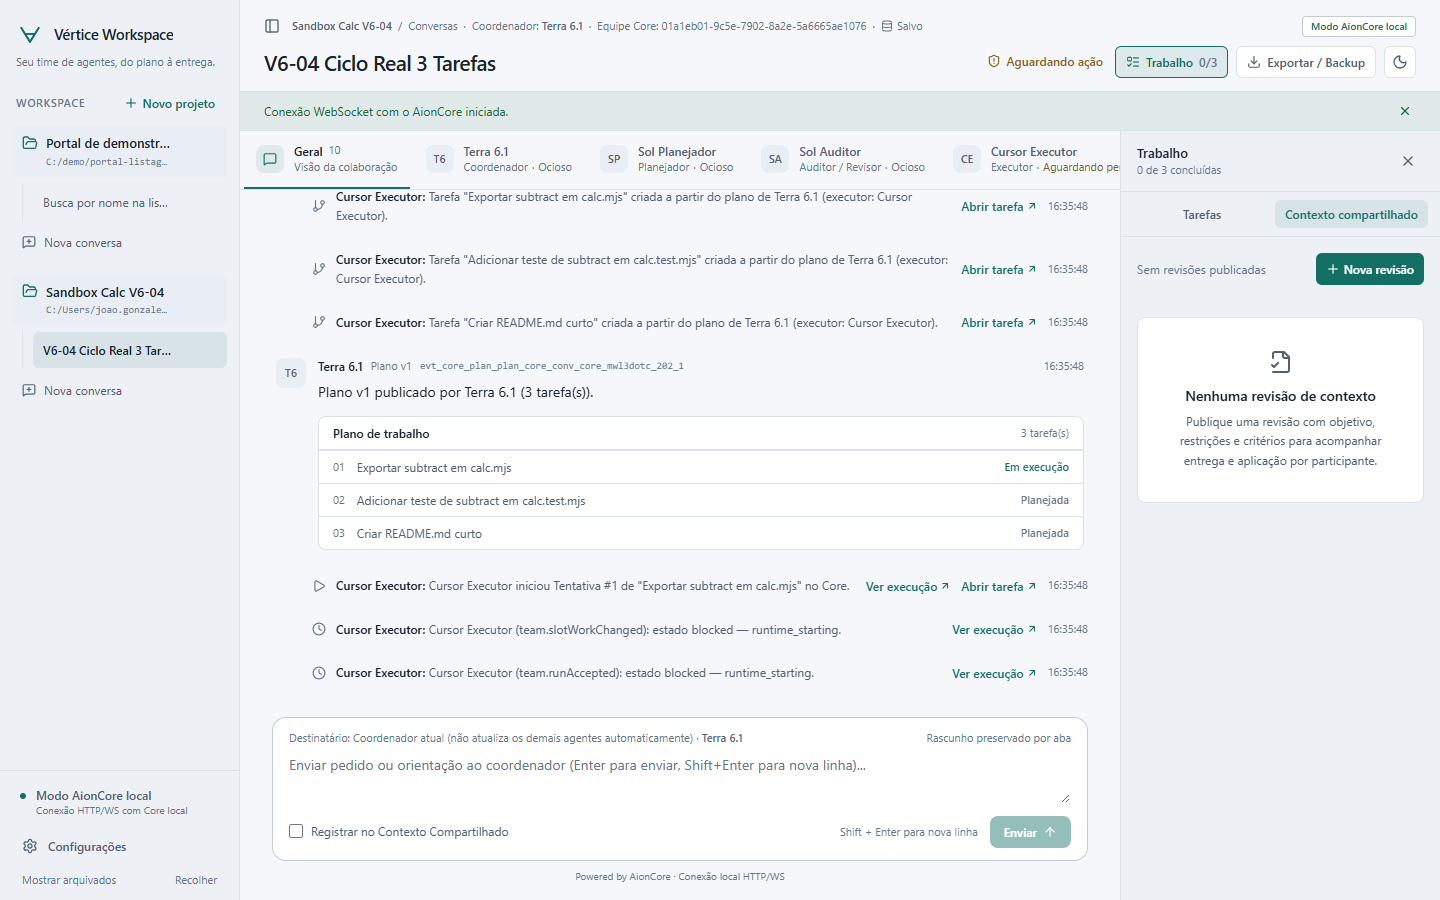 Vértice Workspace
Seu time de agentes, do plano à entrega.
WORKSPACE
Novo projeto
Portal de demonstr...
C:/demo/portal-listag…
Busca por nome na lis...
Nova conversa
Sandbox Calc V6-04
C:/Users/joao.gonzale…
V6-04 Ciclo Real 3 Tar...
Nova conversa
Modo AionCore local
Conexão HTTP/WS com Core local
Configurações
Mostrar arquivados
Recolher
Sandbox Calc V6-04 / Conversas · Coordenador: Terra 6.1 · Equipe Core: 01a1eb01-9c5e-7902-8a2e-5a6665ae1076 · Salvo
Modo AionCore local
V6-04 Ciclo Real 3 Tarefas
Aguardando ação
Trabalho 0/3
Exportar / Backup
Conexão WebSocket com o AionCore iniciada.
Geral 10
Visão da colaboração
T6
Terra 6.1
Coordenador · Ocioso
SP
Sol Planejador
Planejador · Ocioso
SA
Sol Auditor
Auditor / Revisor · Ocioso
CE
Cursor Executor
Executor · Aguardando per
Cursor Executor: Tarefa "Exportar subtract em calc.mjs" criada a partir do plano de Terra 6.1 (executor: Cursor
Executor).
Abrir tarefa
16:35:48
Cursor Executor: Tarefa "Adicionar teste de subtract em calc.test.mjs" criada a partir do plano de Terra 6.1 (executor:
Cursor Executor).
Abrir tarefa
16:35:48
Cursor Executor: Tarefa "Criar README.md curto" criada a partir do plano de Terra 6.1 (executor: Cursor Executor).
Abrir tarefa
16:35:48
T6
Terra 6.1 Plano v1 evt_core_plan_plan_core_conv_core_mwl3dotc_202_1
16:35:48
Plano v1 publicado por Terra 6.1 (3 tarefa(s)).
Plano de trabalho
3 tarefa(s)
01 Exportar subtract em calc.mjs
Em execução
02 Adicionar teste de subtract em calc.test.mjs
Planejada
03 Criar README.md curto
Planejada
Cursor Executor: Cursor Executor iniciou Tentativa #1 de "Exportar subtract em calc.mjs" no Core.
Ver execução
Abrir tarefa
16:35:48
Cursor Executor: Cursor Executor (team.slotWorkChanged): estado blocked — runtime_starting.
Ver execução
16:35:48
Cursor Executor: Cursor Executor (team.runAccepted): estado blocked — runtime_starting.
Ver execução
16:35:48
Destinatário: Coordenador atual (não atualiza os demais agentes automaticamente) · Terra 6.1
Rascunho preservado por aba
Enviar pedido ou orientação ao coordenador (Enter para enviar, Shift+Enter para nova linha)...
Registrar no Contexto Compartilhado
Shift + Enter para nova linha
Enviar
Powered by AionCore · Conexão local HTTP/WS
Trabalho
0 de 3 concluídas
Tarefas
Contexto compartilhado
Sem revisões publicadas
Nova revisão
Nenhuma revisão de contexto
Publique uma revisão com objetivo,
restrições e critérios para acompanhar
entrega e aplicação por participante.